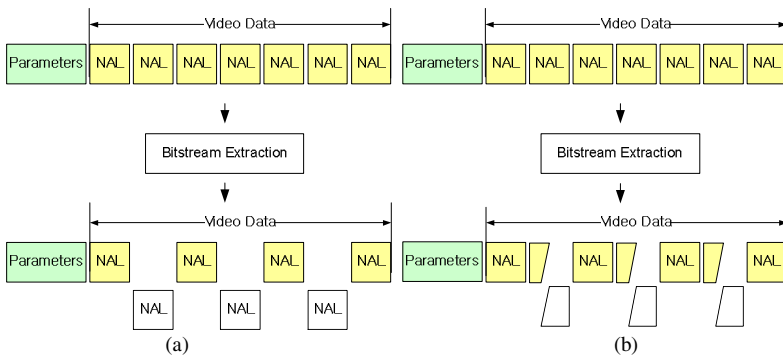 Video Data
Parameters NAL NAL NAL NAL NAL NAL NAL
Bitstream Extraction
Video Data
Parameters NAL NAL NAL NAL
NAL NAL NAL
(a)
Video Data
Parameters NAL NAL NAL NAL NAL NAL NAL
Bitstream Extraction
Video Data
Parameters NAL NAL NAL NAL
(b)